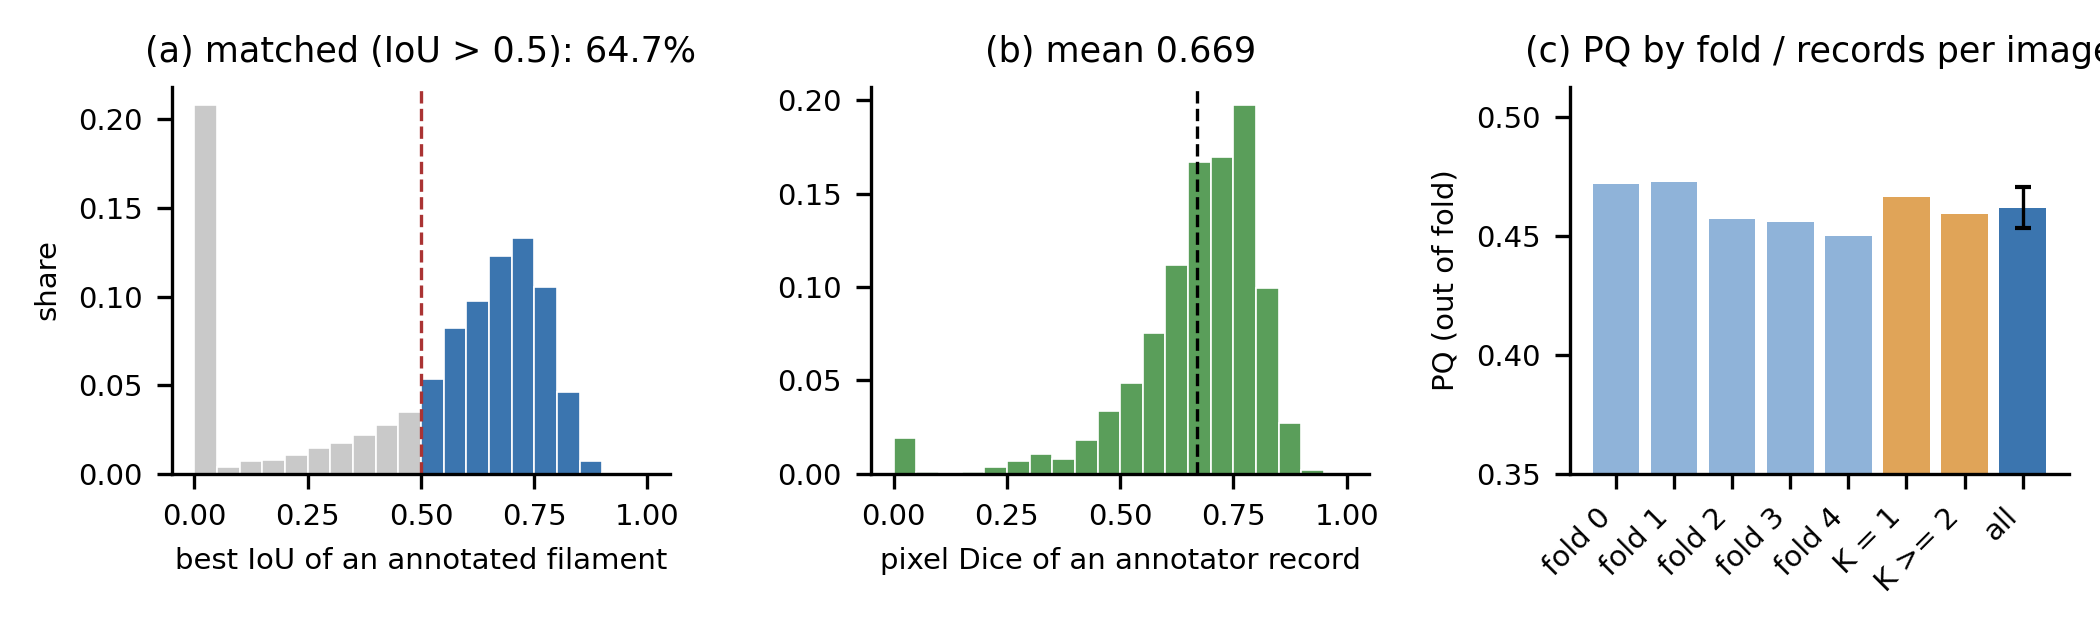 (a) matched (IoU > 0.5): 64.7%
share
0.20
0.15
0.10
0.05
0.00
0.00 0.25 0.50 0.75 1.00
best IoU of an annotated filament
(b) mean 0.669
0.20
0.15
0.10
0.05
0.00
0.00 0.25 0.50 0.75 1.00
pixel Dice of an annotator record
(c) PQ by fold / records per image
PQ (out of fold)
0.50
0.45
0.40
0.35
fold 0
fold 1
fold 2
fold 3
fold 4
K = 1
K >= 2
all